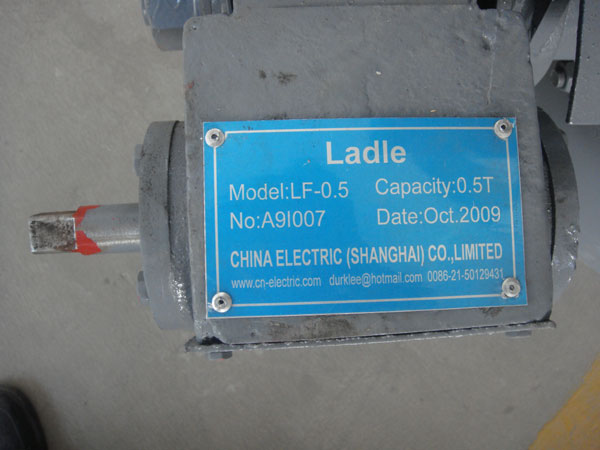 Ladle
Model:LF-0.5 Capacity:0.5T
No:A9I007 Date:Oct.2009
CHINA ELECTRIC (SHANGHAI) CO.,LIMITED
www.cn-electric.com durklee@hotmail.com 0086-21-50129431